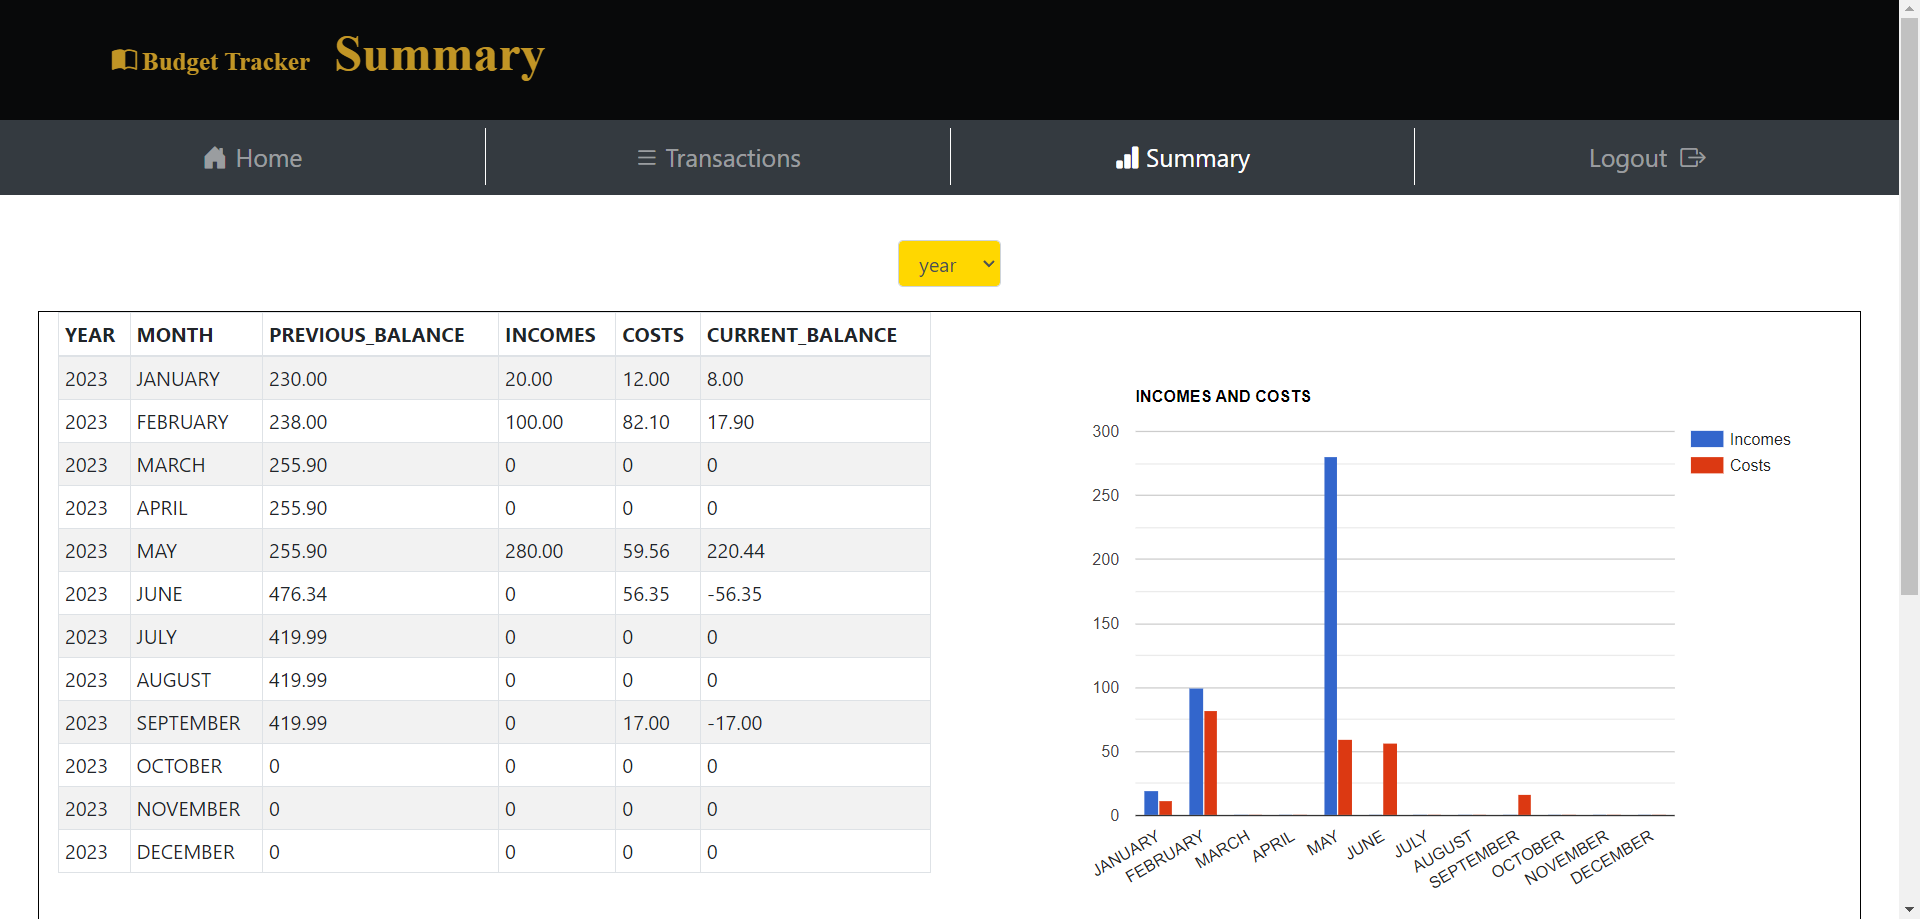 Budget Tracker Summary
Home Transactions Summary Logout
year
YEAR MONTH PREVIOUS_BALANCE INCOMES COSTS CURRENT_BALANCE
2023 JANUARY 230.00 20.00 12.00 8.00
2023 FEBRUARY 238.00 100.00 82.10 17.90
2023 MARCH 255.90 0 0 0
2023 APRIL 255.90 0 0 0
2023 MAY 255.90 280.00 59.56 220.44
2023 JUNE 476.34 0 56.35 -56.35
2023 JULY 419.99 0 0 0
2023 AUGUST 419.99 0 0 0
2023 SEPTEMBER 419.99 0 17.00 -17.00
2023 OCTOBER 0 0 0 0
2023 NOVEMBER 0 0 0 0
2023 DECEMBER 0 0 0 0
INCOMES AND COSTS
300
250
200
150
100
50
0
JANUARY FEBRUARY MARCH APRIL MAY JUNE JULY AUGUST SEPTEMBER OCTOBER NOVEMBER DECEMBER
Incomes
Costs